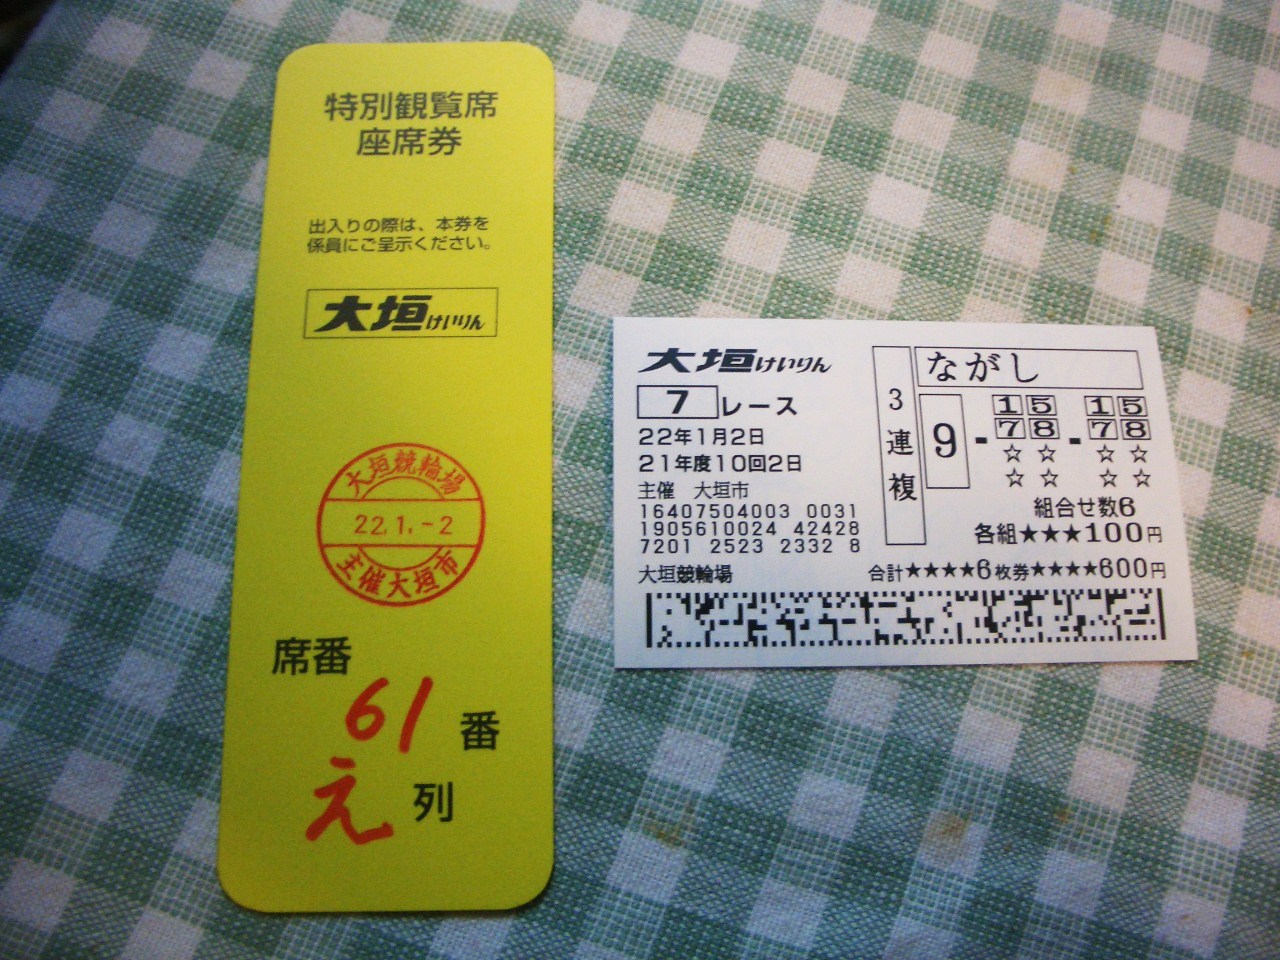 特別観覧席
座席券
出入りの際は、本券を
係員にご呈示ください。
大垣けいりん
大垣競輪場
22.1.-2
主催大垣市
席番
61番
え列
大垣けいりん
7レース
22年1月2日
21年度10回2日
主催 大垣市
16407504003 0031
1905610024 42428
7201 2523 2332 8
大垣競輪場
3連複
ながし
9-15-15
78 78
☆☆ ☆☆
☆☆ ☆☆
組合せ数6
各組★★★100円
合計★★★★6枚券★★★★600円